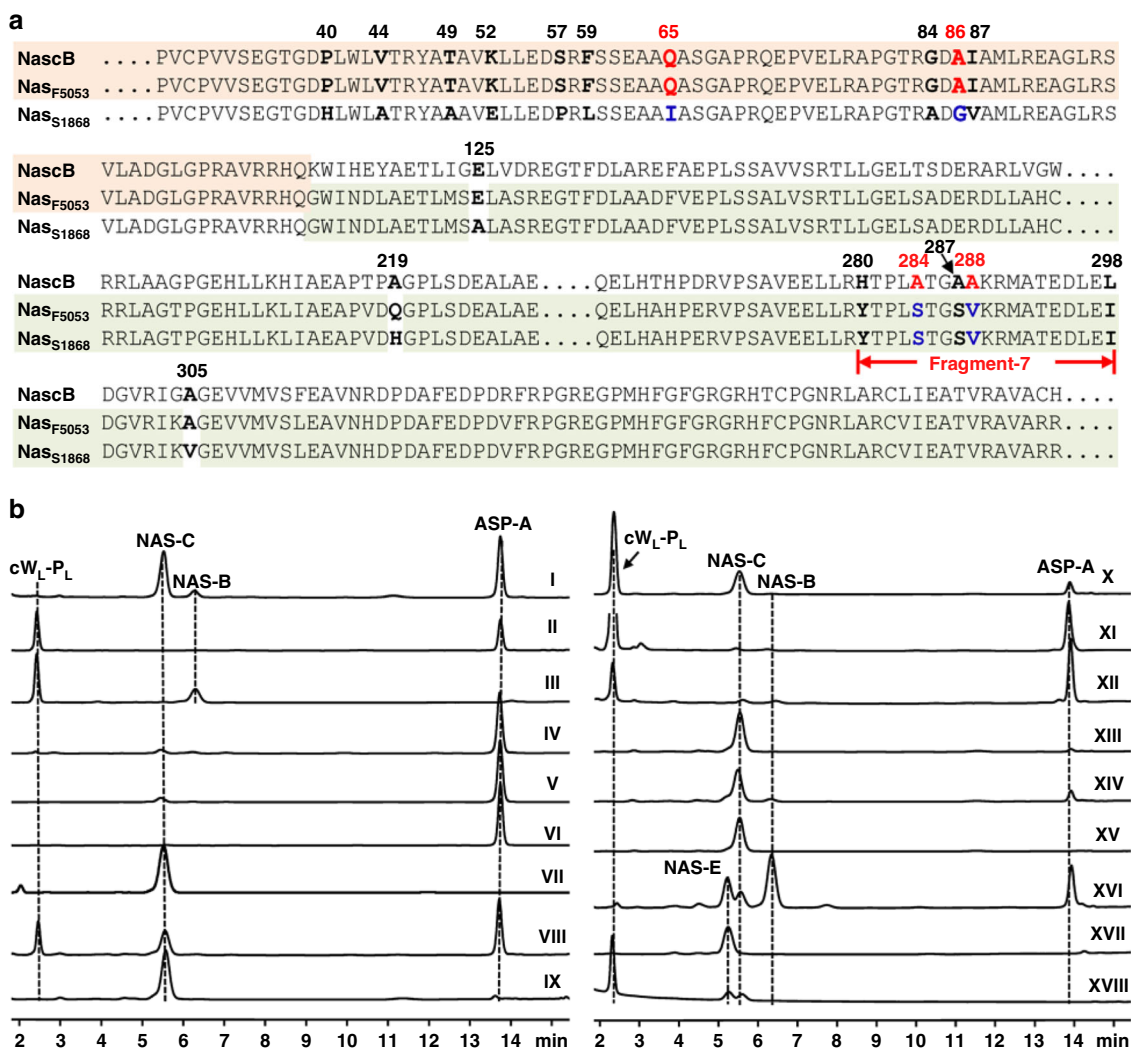 a
40 44 49 52 57 59 65 84 86 87
NascB ....PVCPVVSEGTGDPLWLVTRYATAVKLLEDSRFSSEAAQASGAPRQEPVELRAPGTRGDAIAMLREAGLRS
NasF5053 ....PVCPVVSEGTGDPLWLVTRYATAVKLLEDSRFSSEAAQASGAPRQEPVELRAPGTRGDAIAMLREAGLRS
NasS1868 ....PVCPVVSEGTGDHLWLATRYAAAVELLEDPRLSSEAAIASGAPRQEPVELRAPGTRADGVAMLREAGLRS
125
NascB VLADGLGPRAVRRHQKWIHEYAETLIGELVDREGTFDLAREFAEPLSSAVVSRTLLGELTSDERARLVGW....
NasF5053 VLADGLGPRAVRRHQGWINDLAETLMSELASREGTFDLAADFVEPLSSALVSRTLLGELSADERDLLAHC....
NasS1868 VLADGLGPRAVRRHQGWINDLAETLMSALASREGTFDLAADFVEPLSSALVSRTLLGELSADERDLLAHC....
219 280 284 287 288 298
NascB RRLAAGPGEHLLKHIAEAPTPAGPLSDEALAE....QELHTHPDRVPSAVEELLRHTPLATGAAKRMATEDLEL
NasF5053 RRLAGTPGEHLLKLIAEAPVDQGPLSDEALAE....QELHAHPERVPSAVEELLRYTPLSTGSVKRMATEDLEI
NasS1868 RRLAGTPGEHLLKLIAEAPVDHGPLSDEALAE....QELHAHPERVPSAVEELLRYTPLSTGSVKRMATEDLEI
Fragment-7
305
NascB DGVRIGAGEVVMVSFEAVNRDPDAFEDPDRFRPGREGPMHFGFGRGRHTCPGNRLARCLIEATVRAVACH....
NasF5053 DGVRIKAGEVVMVSLEAVNHDPDAFEDPDVFRPGREGPMHFGFGRGRHFCPGNRLARCVIEATVRAVARR....
NasS1868 DGVRIKVGEVVMVSLEAVNHDPDAFEDPDVFRPGREGPMHFGFGRGRHFCPGNRLARCVIEATVRAVARR....
b
cWL-PL NAS-C NAS-B ASP-A
I
II
III
IV
V
VI
VII
VIII
IX
2 3 4 5 6 7 8 9 10 11 12 13 14 min
cWL-PL NAS-C NAS-B ASP-A
X
XI
XII
XIII
XIV
XV
NAS-E
XVI
XVII
XVIII
2 3 4 5 6 7 8 9 10 11 12 13 14 min